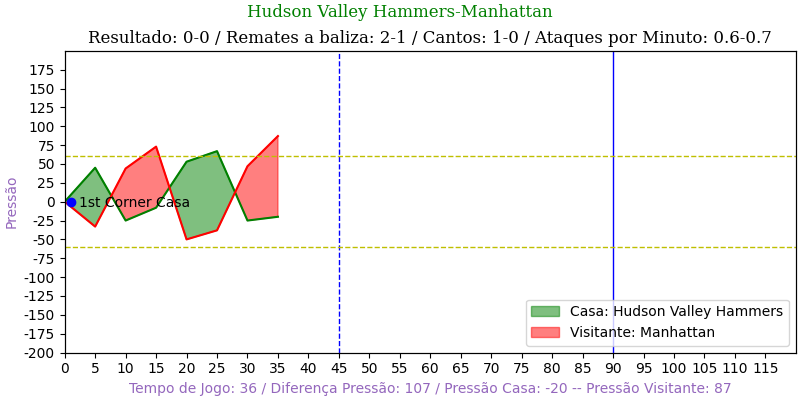 Hudson Valley Hammers-Manhattan
Resultado: 0-0 / Remates a baliza: 2-1 / Cantos: 1-0 / Ataques por Minuto: 0.6-0.7
Pressão
175
150
125
100
75
50
25
0
-25
-50
-75
-100
-125
-150
-175
-200
1st Corner Casa
Casa: Hudson Valley Hammers
Visitante: Manhattan
0 5 10 15 20 25 30 35 40 45 50 55 60 65 70 75 80 85 90 95 100 105 110 115
Tempo de Jogo: 36 / Diferença Pressão: 107 / Pressão Casa: -20 -- Pressão Visitante: 87